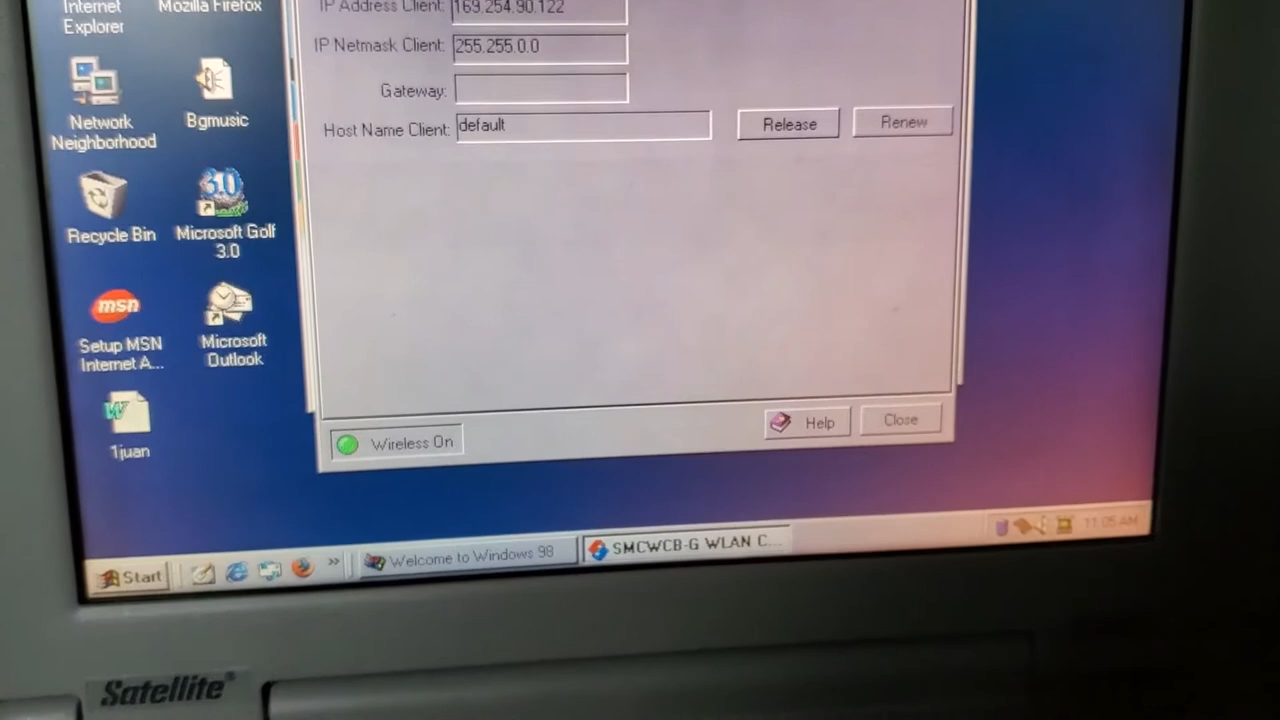 Internet
Explorer
Mozilla Firefox
Network
Neighborhood
Bgmusic
Recycle Bin
Microsoft Golf
3.0
msn
Setup MSN
Internet A...
Microsoft
Outlook
1juan
IP Address Client: 169.254.90.122
IP Netmask Client: 255.255.0.0
Gateway:
Host Name Client: default
Release
Renew
Wireless On
Help
Close
Start
»
Welcome to Windows 98
SMCWCB-G WLAN C...
11:05 AM
Satellite®